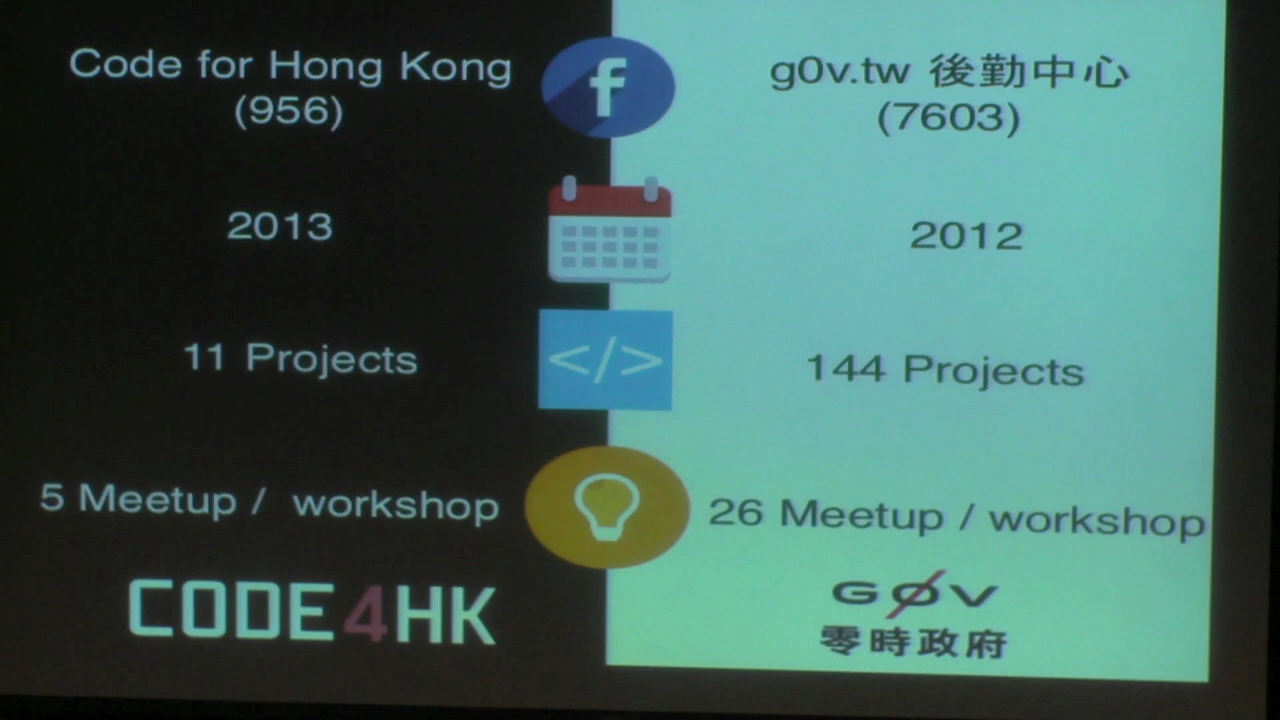 Code for Hong Kong
(956)
g0v.tw 後勤中心
(7603)
2013
2012
11 Projects
</>
144 Projects
5 Meetup / workshop
26 Meetup / workshop
CODE4HK
G0V
零時政府